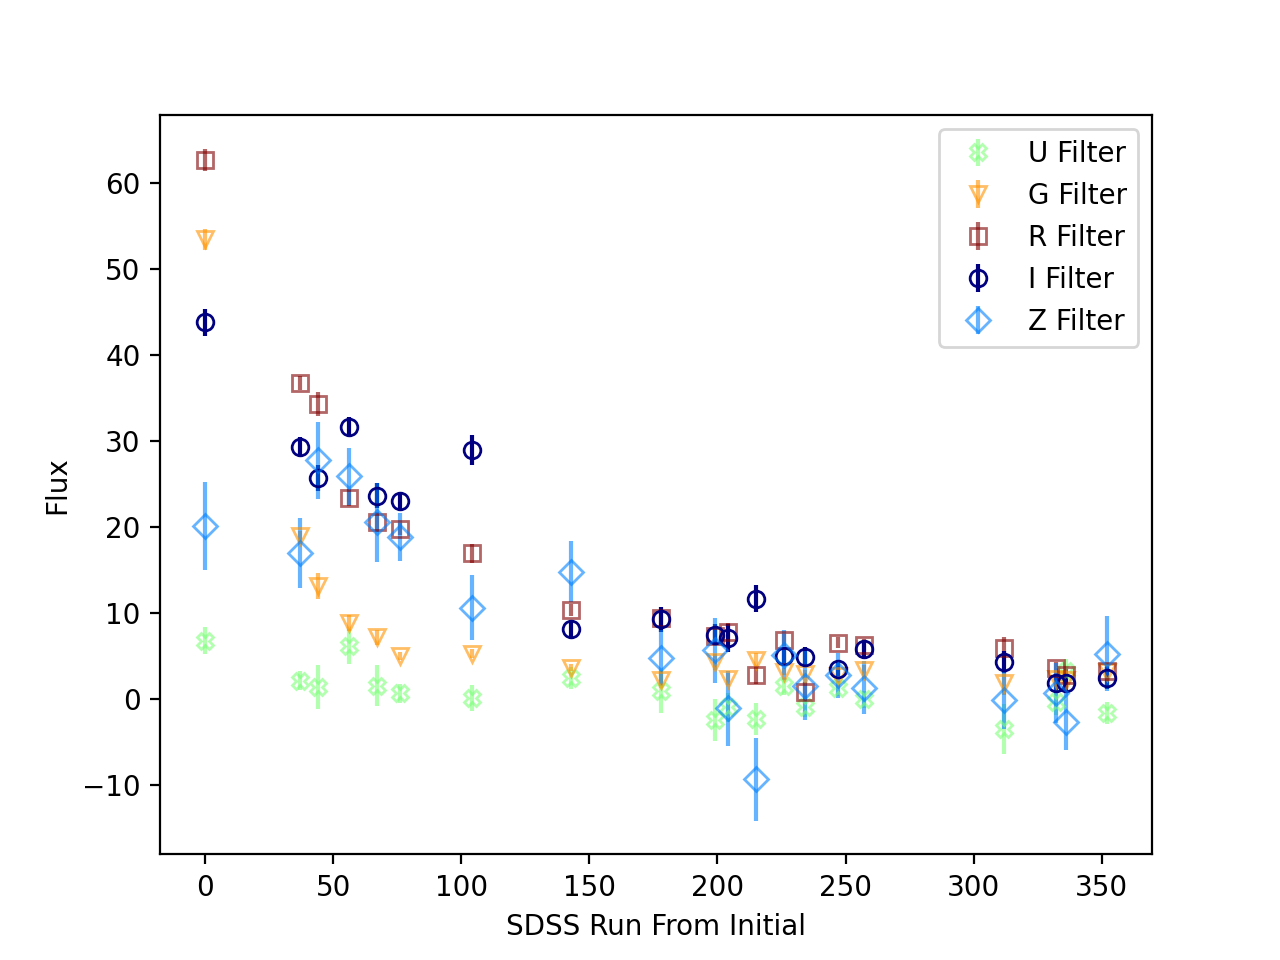 U Filter
G Filter
R Filter
I Filter
Z Filter
60
50
40
30
20
10
0
−10
Flux
0 50 100 150 200 250 300 350
SDSS Run From Initial